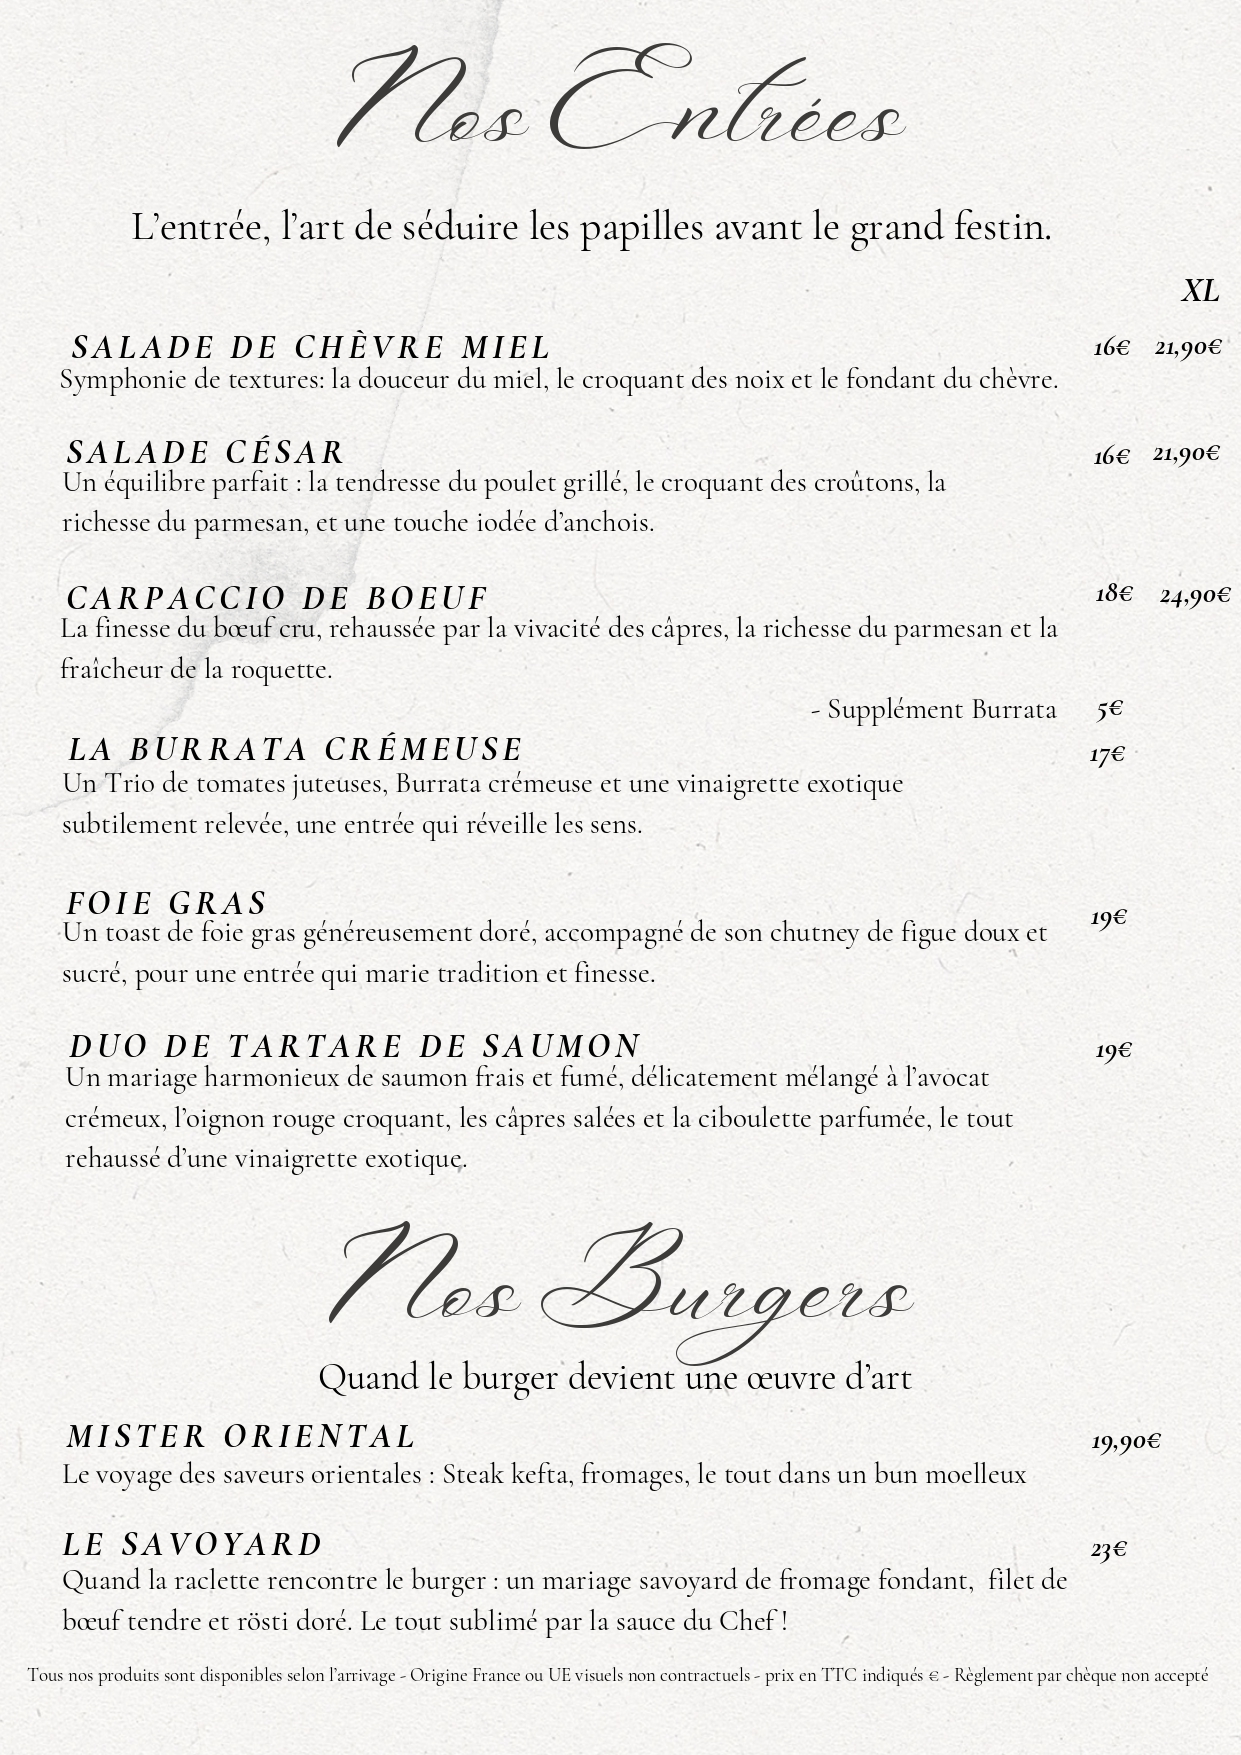 Nos Entrées
L’entrée, l’art de séduire les papilles avant le grand festin.
XL
SALADE DE CHÈVRE MIEL 16€ 21,90€
Symphonie de textures: la douceur du miel, le croquant des noix et le fondant du chèvre.
SALADE CÉSAR 16€ 21,90€
Un équilibre parfait : la tendresse du poulet grillé, le croquant des croûtons, la
richesse du parmesan, et une touche iodée d’anchois.
CARPACCIO DE BOEUF 18€ 24,90€
La finesse du bœuf cru, rehaussée par la vivacité des câpres, la richesse du parmesan et la
fraîcheur de la roquette.
- Supplément Burrata 5€
LA BURRATA CRÉMEUSE 17€
Un Trio de tomates juteuses, Burrata crémeuse et une vinaigrette exotique
subtilement relevée, une entrée qui réveille les sens.
FOIE GRAS 19€
Un toast de foie gras généreusement doré, accompagné de son chutney de figue doux et
sucré, pour une entrée qui marie tradition et finesse.
DUO DE TARTARE DE SAUMON 19€
Un mariage harmonieux de saumon frais et fumé, délicatement mélangé à l’avocat
crémeux, l’oignon rouge croquant, les câpres salées et la ciboulette parfumée, le tout
rehaussé d’une vinaigrette exotique.
Nos Burgers
Quand le burger devient une œuvre d’art
MISTER ORIENTAL 19,90€
Le voyage des saveurs orientales : Steak kefta, fromages, le tout dans un bun moelleux
LE SAVOYARD 23€
Quand la raclette rencontre le burger : un mariage savoyard de fromage fondant, filet de
bœuf tendre et rösti doré. Le tout sublimé par la sauce du Chef !
Tous nos produits sont disponibles selon l’arrivage - Origine France ou UE visuels non contractuels - prix en TTC indiqués € - Règlement par chèque non accepté